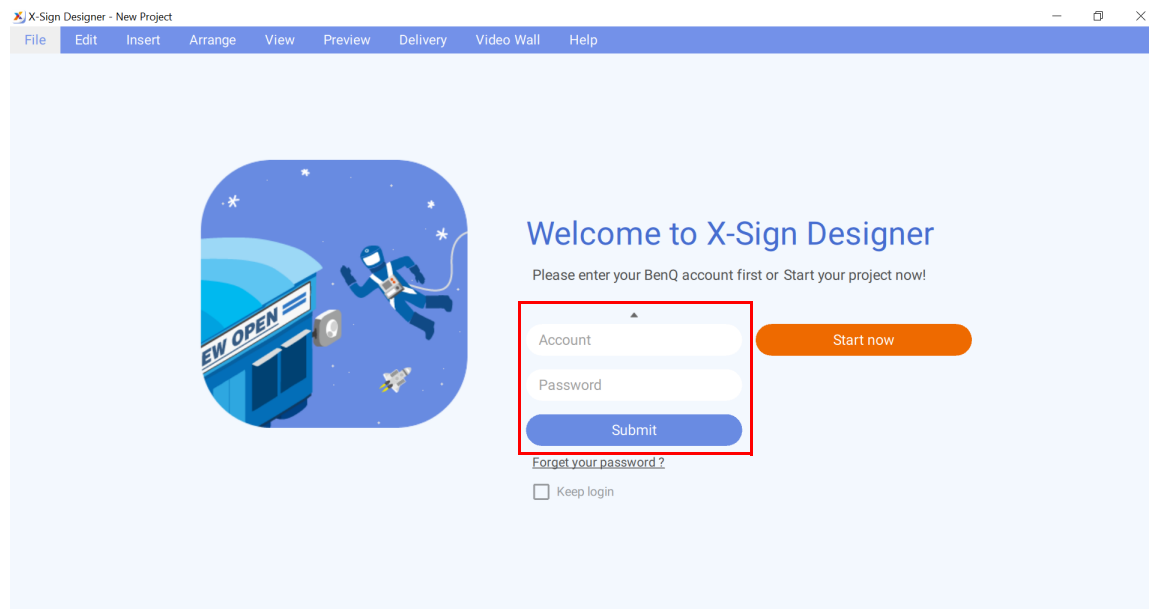 X-Sign Designer - New Project
File Edit Insert Arrange View Preview Delivery Video Wall Help
EW OPEN
Welcome to X-Sign Designer
Please enter your BenQ account first or Start your project now!
Account
Start now
Password
Submit
Forget your password ?
Keep login